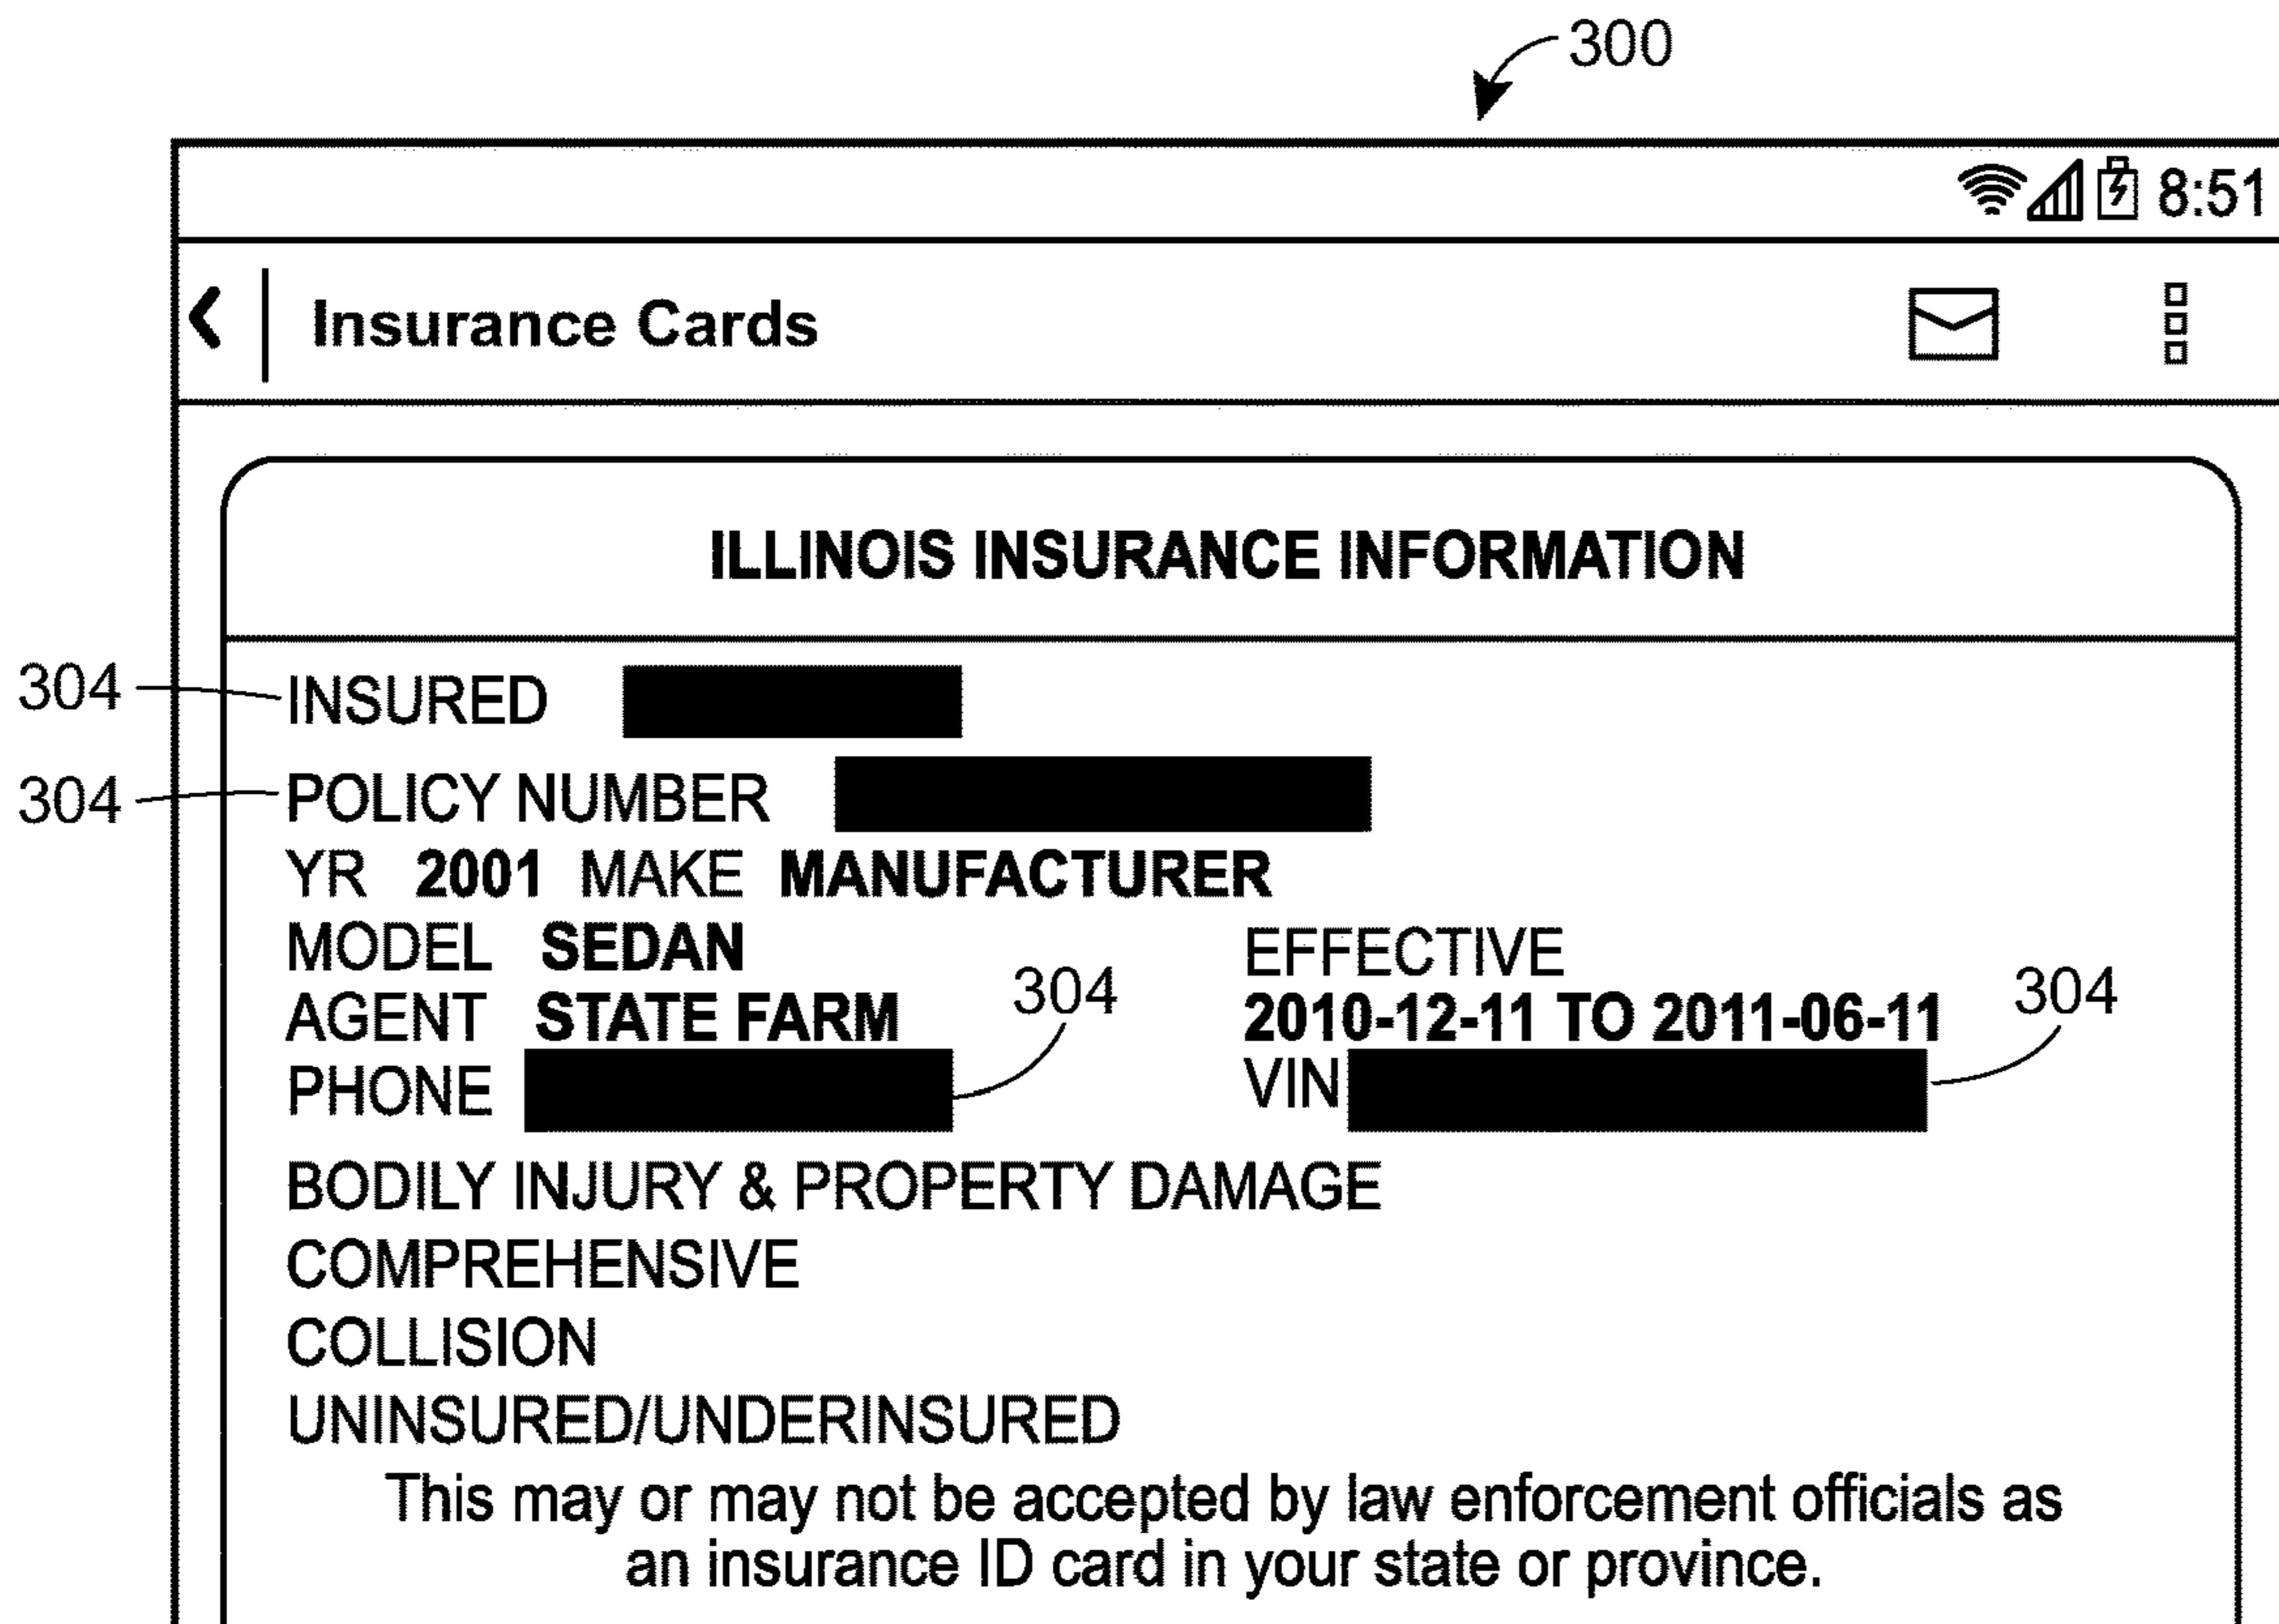 300
8:51
Insurance Cards
ILLINOIS INSURANCE INFORMATION
304 INSURED
304 POLICY NUMBER
YR 2001 MAKE MANUFACTURER
MODEL SEDAN
EFFECTIVE
AGENT STATE FARM 304
2010-12-11 TO 2011-06-11 304
PHONE
VIN
BODILY INJURY & PROPERTY DAMAGE
COMPREHENSIVE
COLLISION
UNINSURED/UNDERINSURED
This may or may not be accepted by law enforcement officials as
an insurance ID card in your state or province.